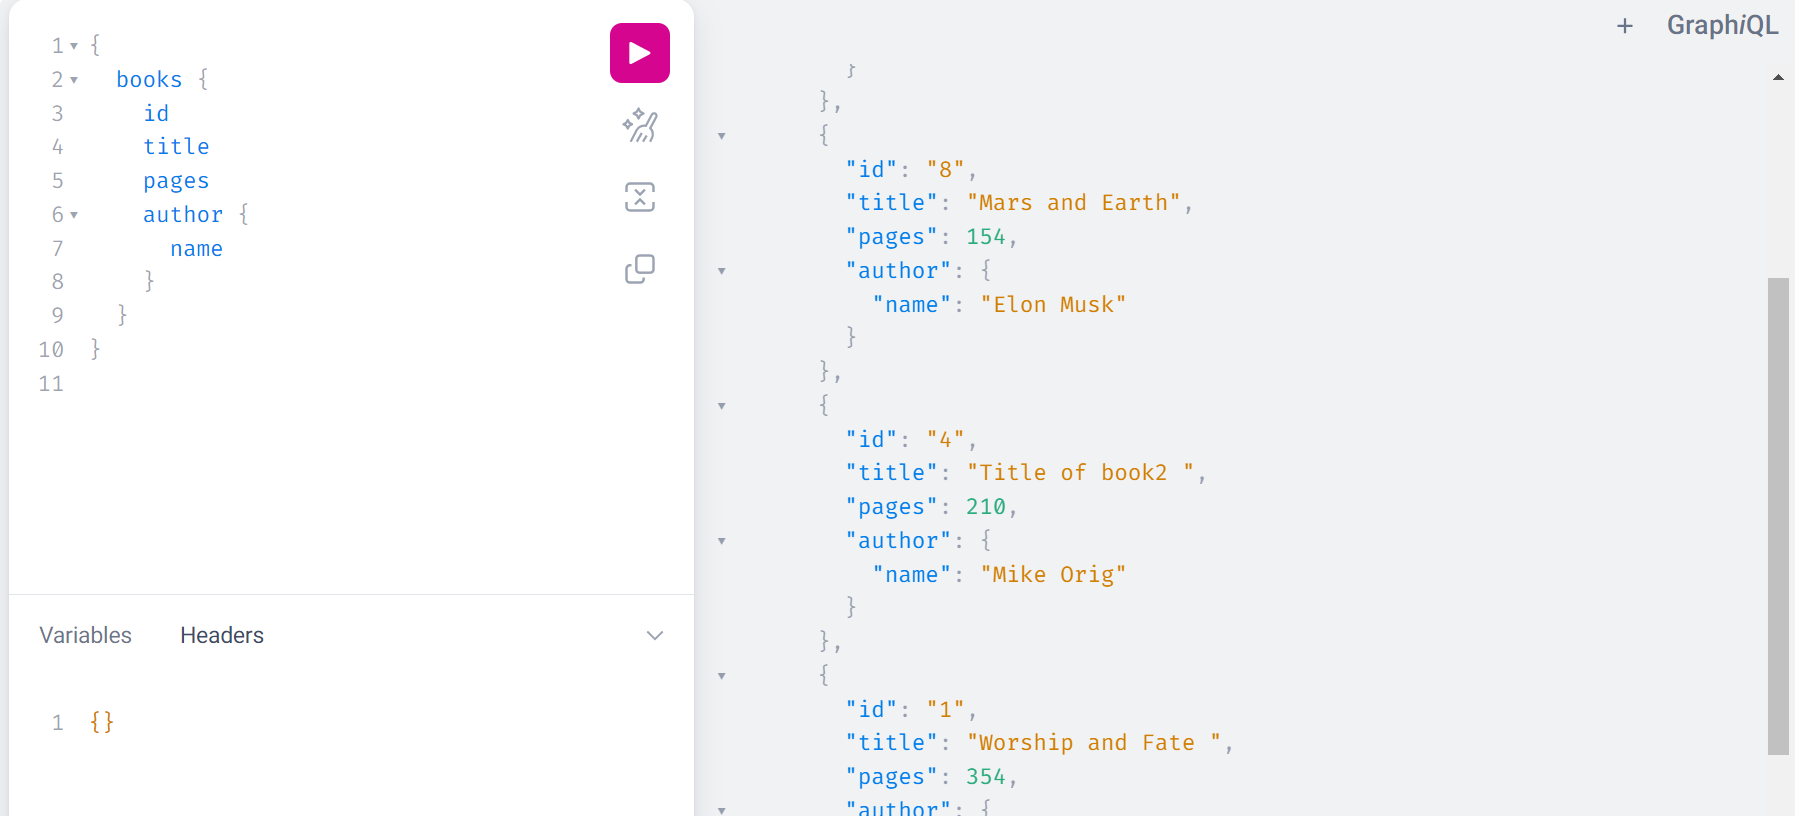 1 {
2 books {
3 id
4 title
5 pages
6 author {
7 name
8 }
9 }
10 }
11
Variables Headers
1 {}
+ GraphiQL
}
},
{
"id": "8",
"title": "Mars and Earth",
"pages": 154,
"author": {
"name": "Elon Musk"
}
},
{
"id": "4",
"title": "Title of book2 ",
"pages": 210,
"author": {
"name": "Mike Orig"
}
},
{
"id": "1",
"title": "Worship and Fate ",
"pages": 354,
"author": {